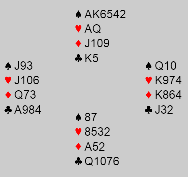 ♠ AK6542
♥ AQ
♦ J109
♣ K5
♠ J93
♥ J106
♦ Q73
♣ A984
♠ Q10
♥ K974
♦ K864
♣ J32
♠ 87
♥ 8532
♦ A52
♣ Q1076